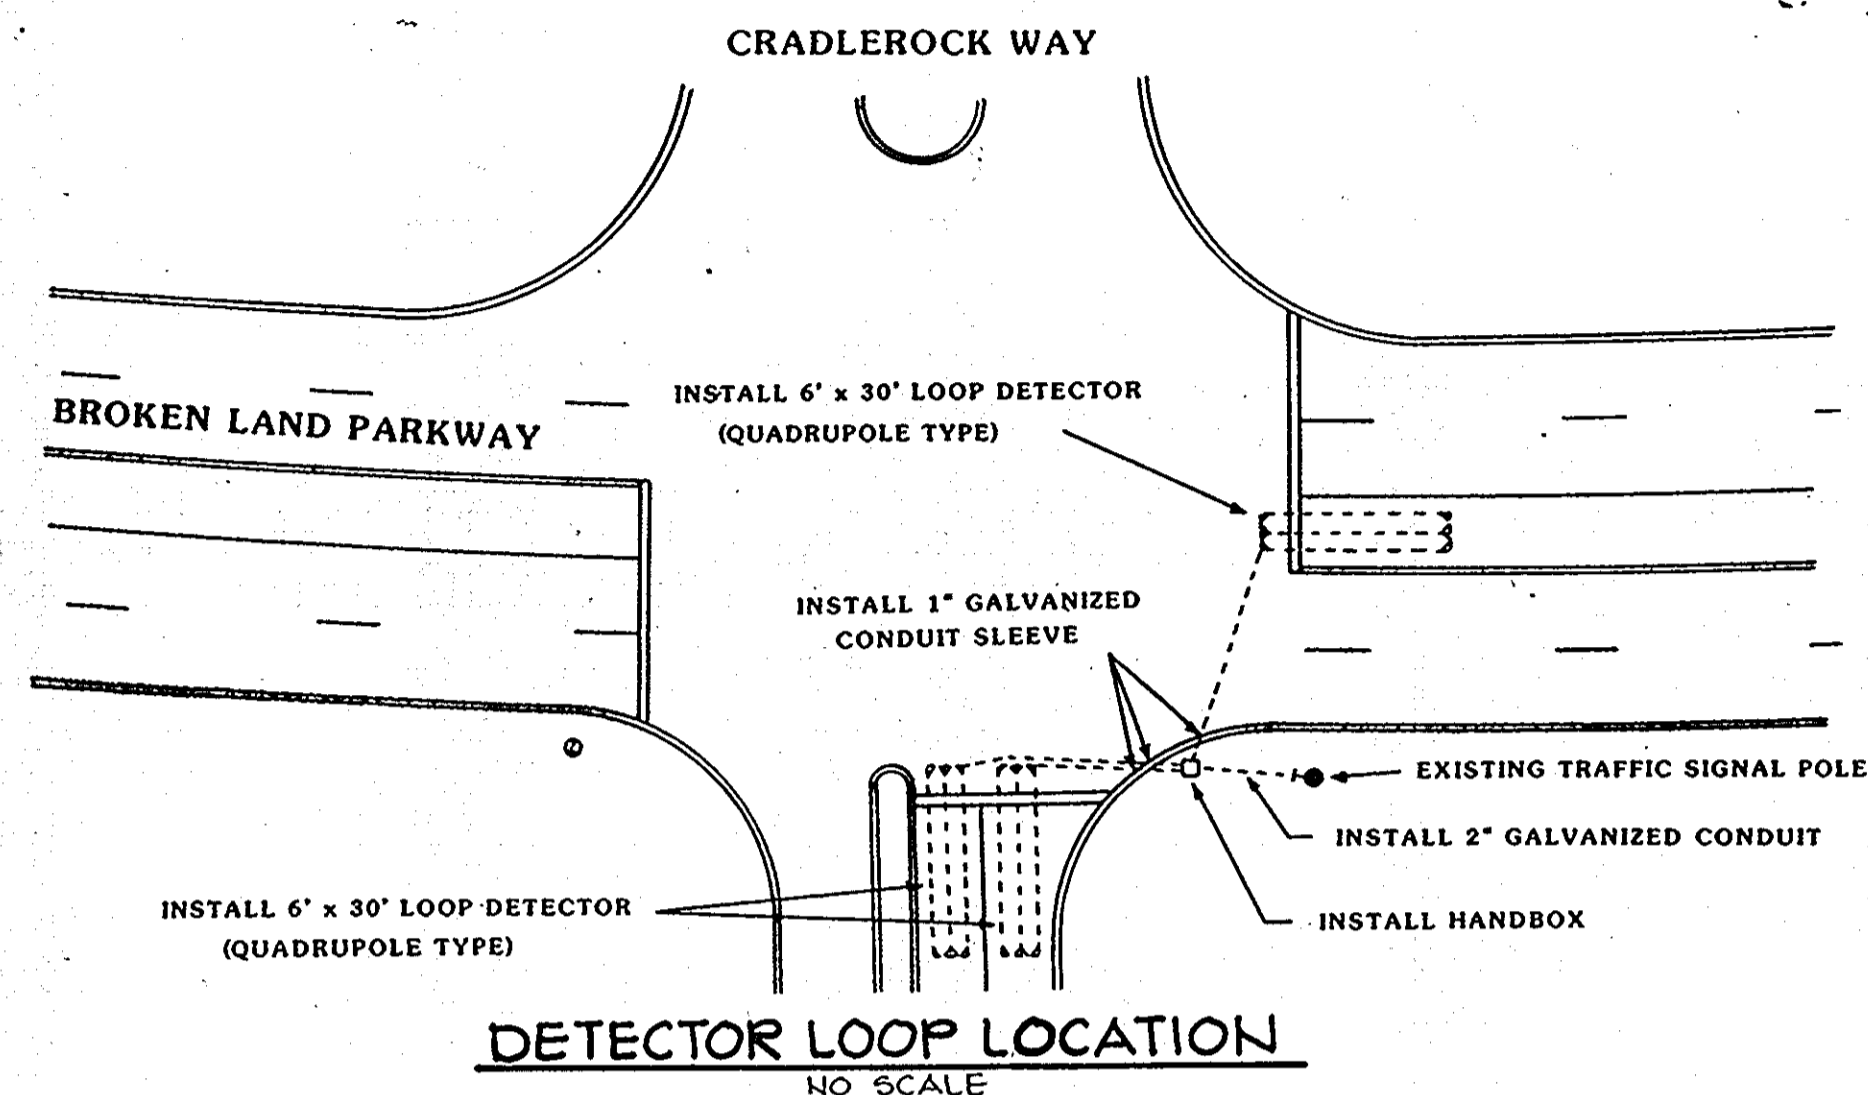 CRADLEROCK WAY
INSTALL 6' x 30' LOOP DETECTOR
(QUADRUPOLE TYPE)
BROKEN LAND PARKWAY
INSTALL 1" GALVANIZED
CONDUIT SLEEVE
EXISTING TRAFFIC SIGNAL POLE
INSTALL 2" GALVANIZED CONDUIT
INSTALL 6' x 30' LOOP DETECTOR
(QUADRUPOLE TYPE)
INSTALL HANDBOX
DETECTOR LOOP LOCATION
NO SCALE